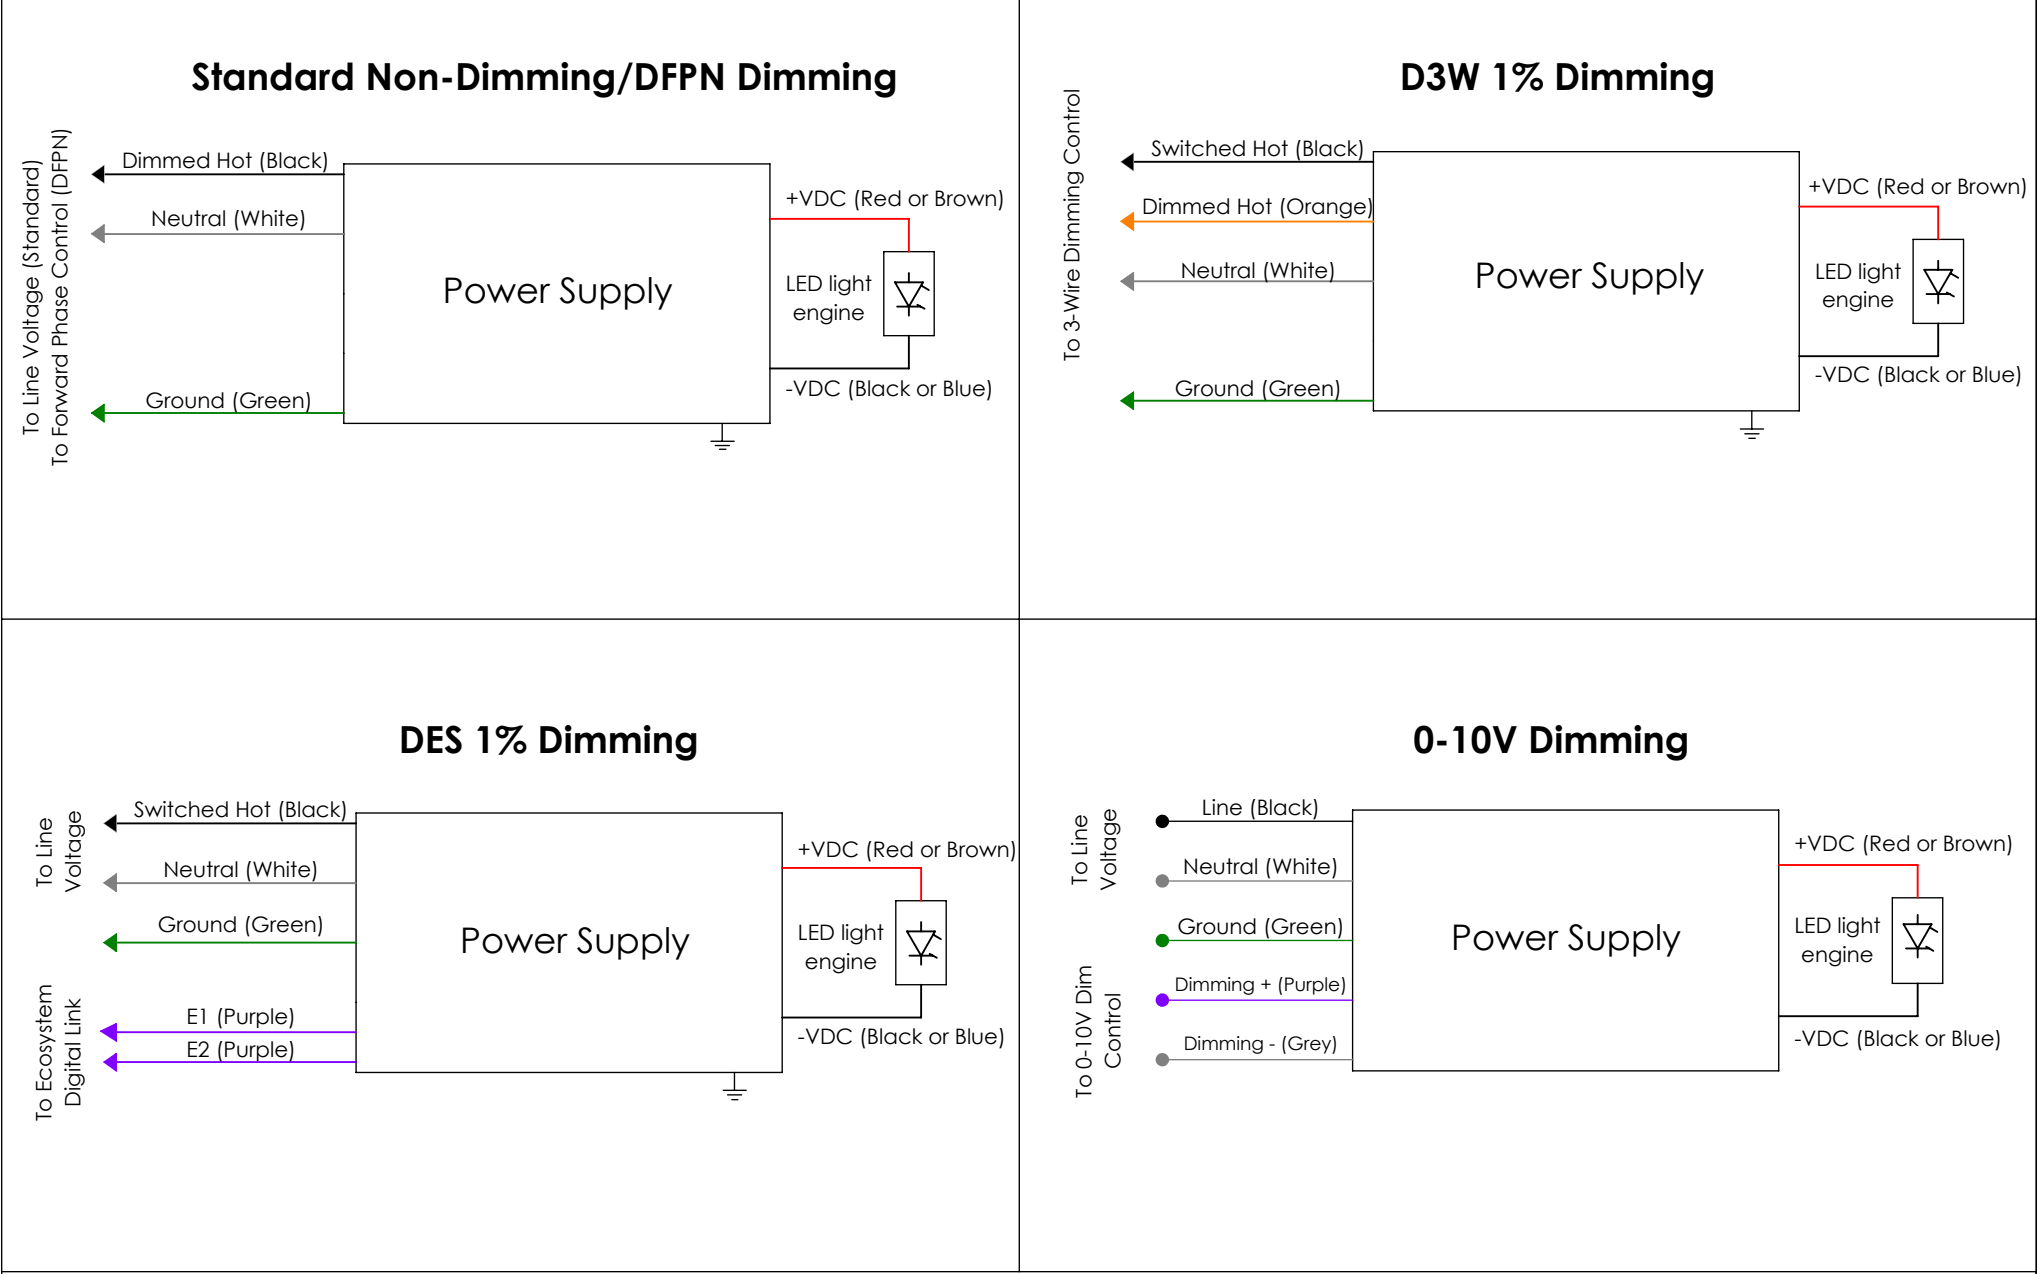 Standard Non-Dimming/DFPN Dimming
To Line Voltage (Standard)
To Forward Phase Control (DFPN)
Dimmed Hot (Black)
Neutral (White)
Ground (Green)
Power Supply
+VDC (Red or Brown)
LED light
engine
-VDC (Black or Blue)
D3W 1% Dimming
To 3-Wire Dimming Control
Switched Hot (Black)
Dimmed Hot (Orange)
Neutral (White)
Ground (Green)
Power Supply
+VDC (Red or Brown)
LED light
engine
-VDC (Black or Blue)
DES 1% Dimming
To Line
Voltage
Switched Hot (Black)
Neutral (White)
Ground (Green)
To Ecosystem
Digital Link
E1 (Purple)
E2 (Purple)
Power Supply
+VDC (Red or Brown)
LED light
engine
-VDC (Black or Blue)
0-10V Dimming
To Line
Voltage
Line (Black)
Neutral (White)
Ground (Green)
To 0-10V Dim
Control
Dimming + (Purple)
Dimming - (Grey)
Power Supply
+VDC (Red or Brown)
LED light
engine
-VDC (Black or Blue)